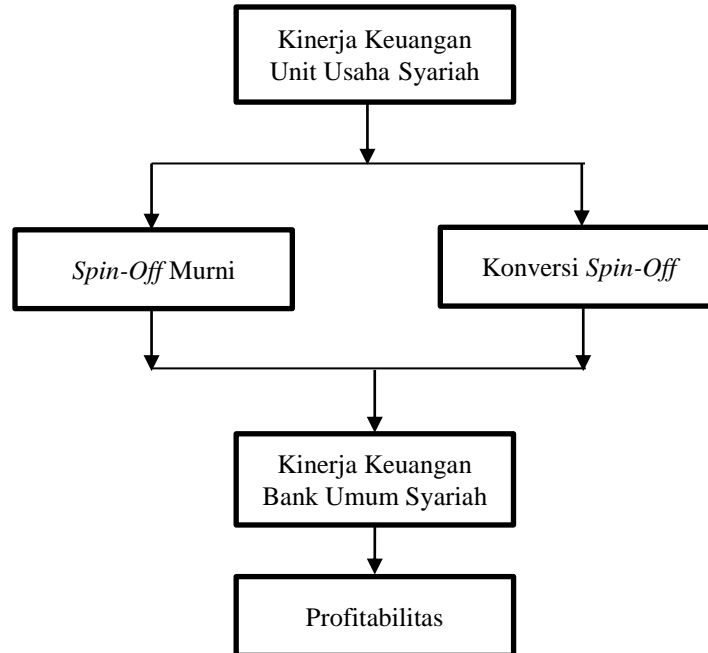 Kinerja Keuangan
Unit Usaha Syariah
Spin-Off Murni
Konversi Spin-Off
Kinerja Keuangan
Bank Umum Syariah
Profitabilitas